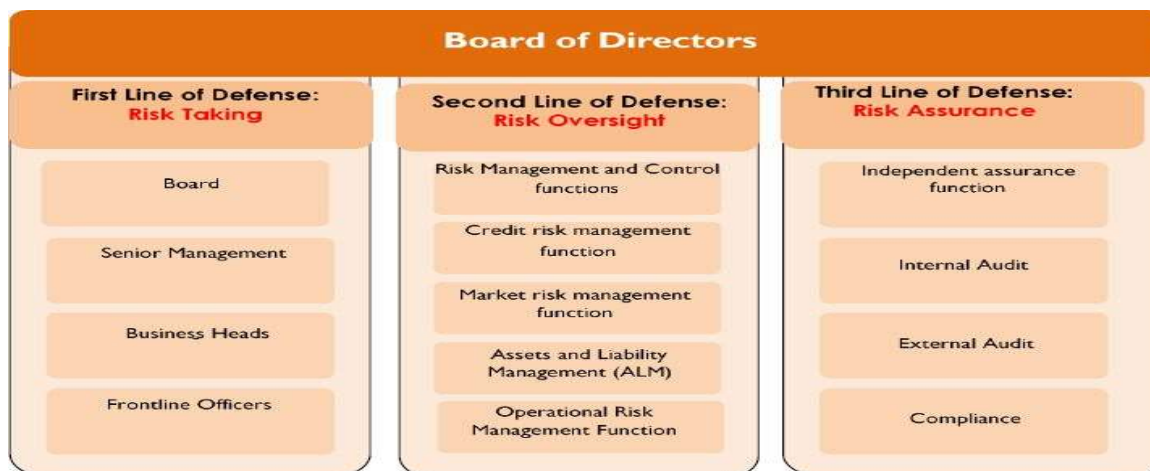 Board of Directors
First Line of Defense:
Risk Taking
Board
Senior Management
Business Heads
Frontline Officers
Second Line of Defense:
Risk Oversight
Risk Management and Control
functions
Credit risk management
function
Market risk management
function
Assets and Liability
Management (ALM)
Operational Risk
Management Function
Third Line of Defense:
Risk Assurance
Independent assurance
function
Internal Audit
External Audit
Compliance